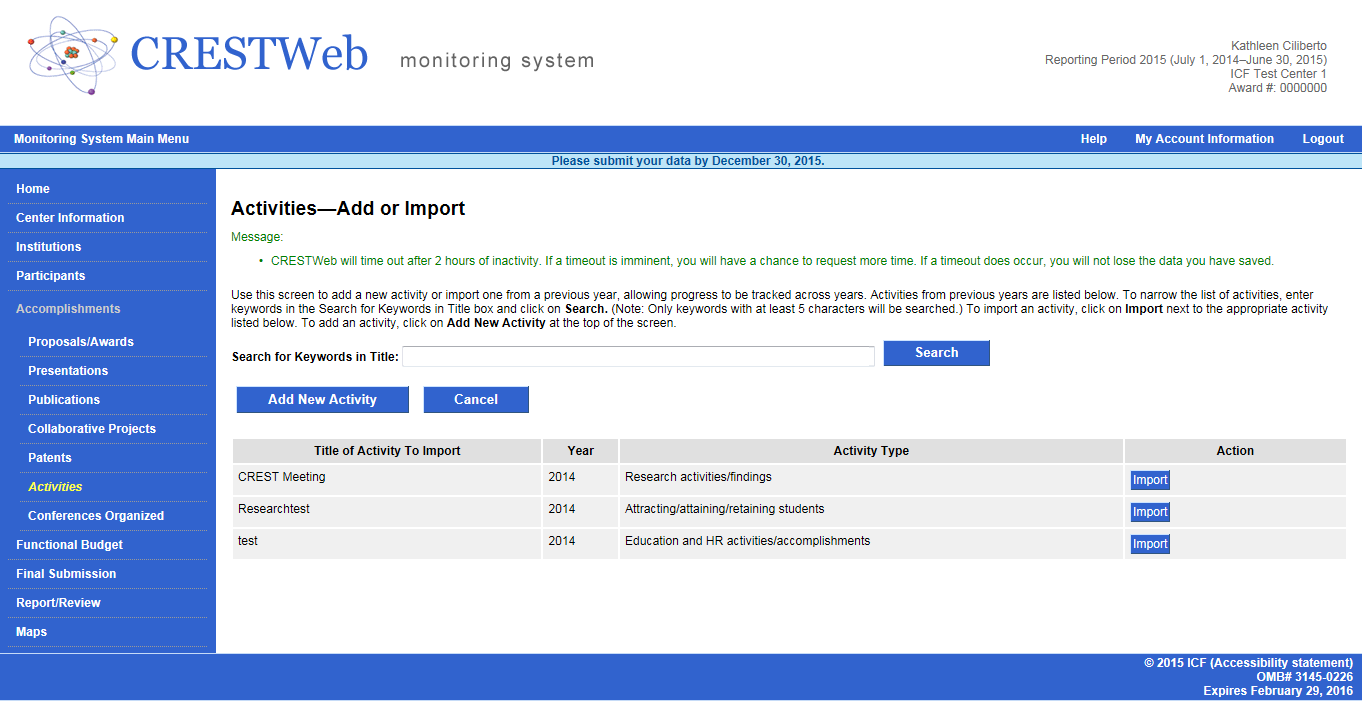 CRESTWeb monitoring system
Kathleen Ciliberto
Reporting Period 2015 (July 1, 2014–June 30, 2015)
ICF Test Center 1
Award #: 0000000
Monitoring System Main Menu Help My Account Information Logout
Please submit your data by December 30, 2015.
Home
Center Information
Institutions
Participants
Accomplishments
Proposals/Awards
Presentations
Publications
Collaborative Projects
Patents
Activities
Conferences Organized
Functional Budget
Final Submission
Report/Review
Maps
Activities—Add or Import
Message:
• CRESTWeb will time out after 2 hours of inactivity. If a timeout is imminent, you will have a chance to request more time. If a timeout does occur, you will not lose the data you have saved.
Use this screen to add a new activity or import one from a previous year, allowing progress to be tracked across years. Activities from previous years are listed below. To narrow the list of activities, enter
keywords in the Search for Keywords in Title box and click on Search. (Note: Only keywords with at least 5 characters will be searched.) To import an activity, click on Import next to the appropriate activity
listed below. To add an activity, click on Add New Activity at the top of the screen.
Search for Keywords in Title: Search
Add New Activity Cancel
Title of Activity To Import Year Activity Type Action
CREST Meeting 2014 Research activities/findings Import
Researchtest 2014 Attracting/attaining/retaining students Import
test 2014 Education and HR activities/accomplishments Import
© 2015 ICF (Accessibility statement)
OMB# 3145-0226
Expires February 29, 2016